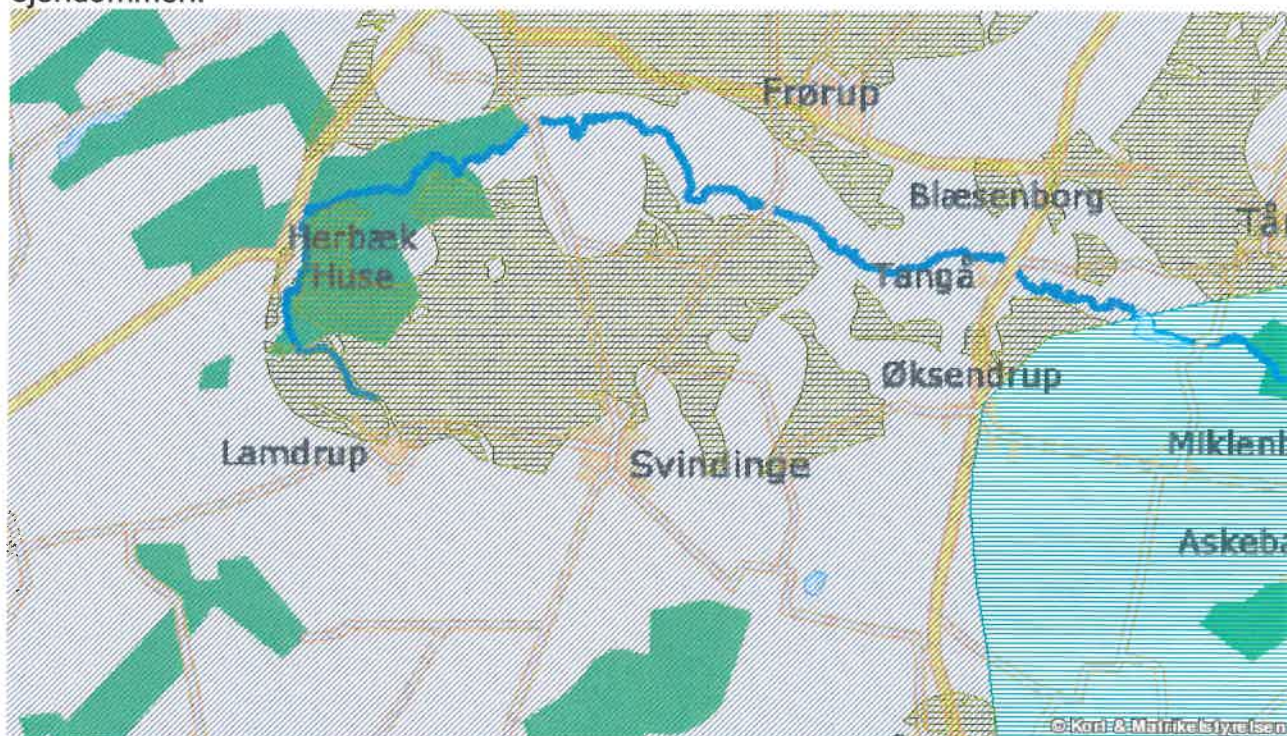 Frørup
Blæsenborg
Herbæk
Huse
Tangå
Øksendrup
Lamdrup
Svindinge
© Kort & Matrikelstyrelsen